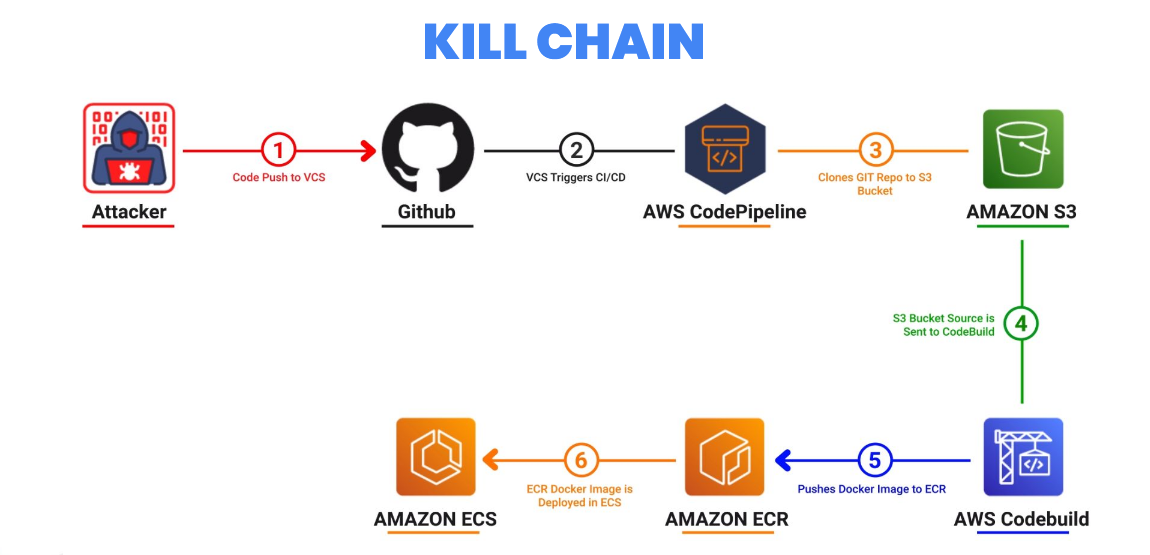 KILL CHAIN
1
Code Push to VCS
2
VCS Triggers CI/CD
3
Clones GIT Repo to S3
Bucket
Attacker
Github
AWS CodePipeline
AMAZON S3
S3 Bucket Source is
Sent to CodeBuild
4
6
ECR Docker Image is
Deployed in ECS
5
Pushes Docker Image to ECR
AMAZON ECS
AMAZON ECR
AWS Codebuild